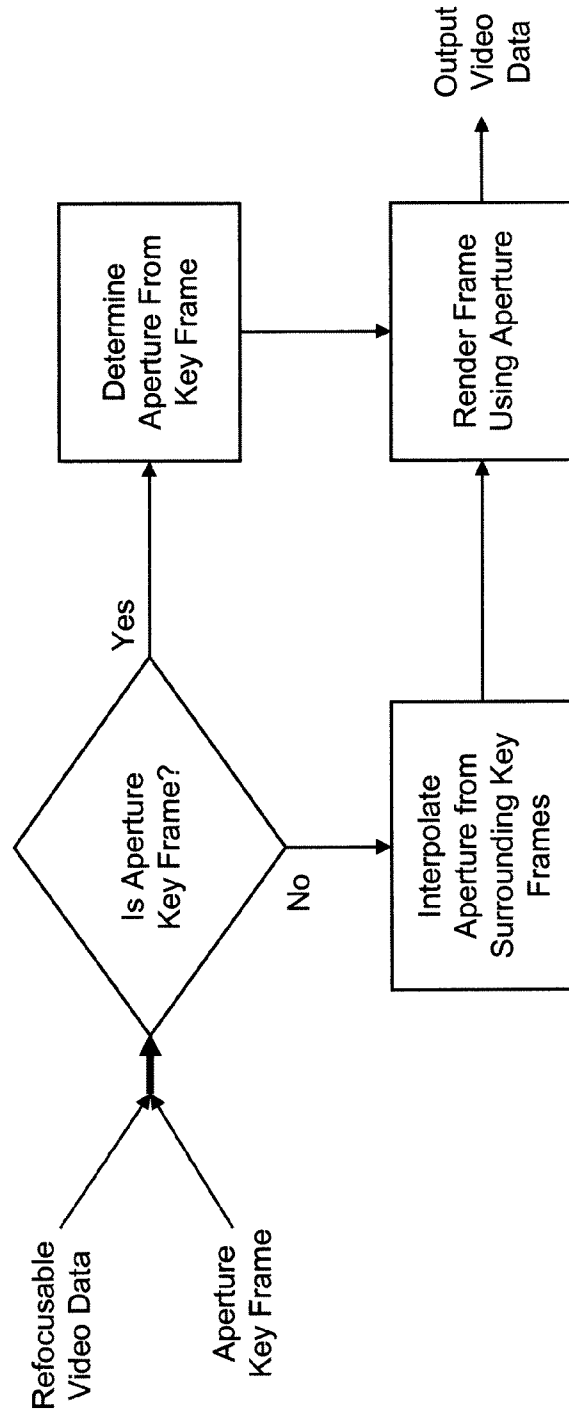 Refocusable
Video Data
Aperture
Key Frame
Is Aperture
Key Frame?
Yes
No
Determine
Aperture From
Key Frame
Interpolate
Aperture from
Surrounding Key
Frames
Render Frame
Using Aperture
Output
Video
Data